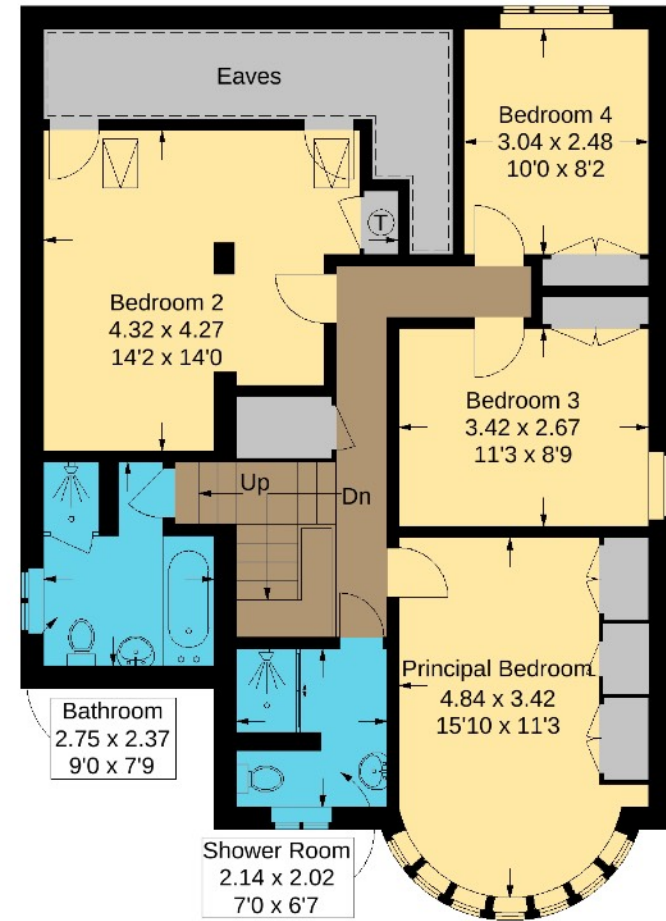 Eaves
Bedroom 4
3.04 x 2.48
10'0 x 8'2
T
Bedroom 2
4.32 x 4.27
14'2 x 14'0
Bedroom 3
3.42 x 2.67
11'3 x 8'9
Up
Dn
Principal Bedroom
4.84 x 3.42
15'10 x 11'3
Bathroom
2.75 x 2.37
9'0 x 7'9
Shower Room
2.14 x 2.02
7'0 x 6'7